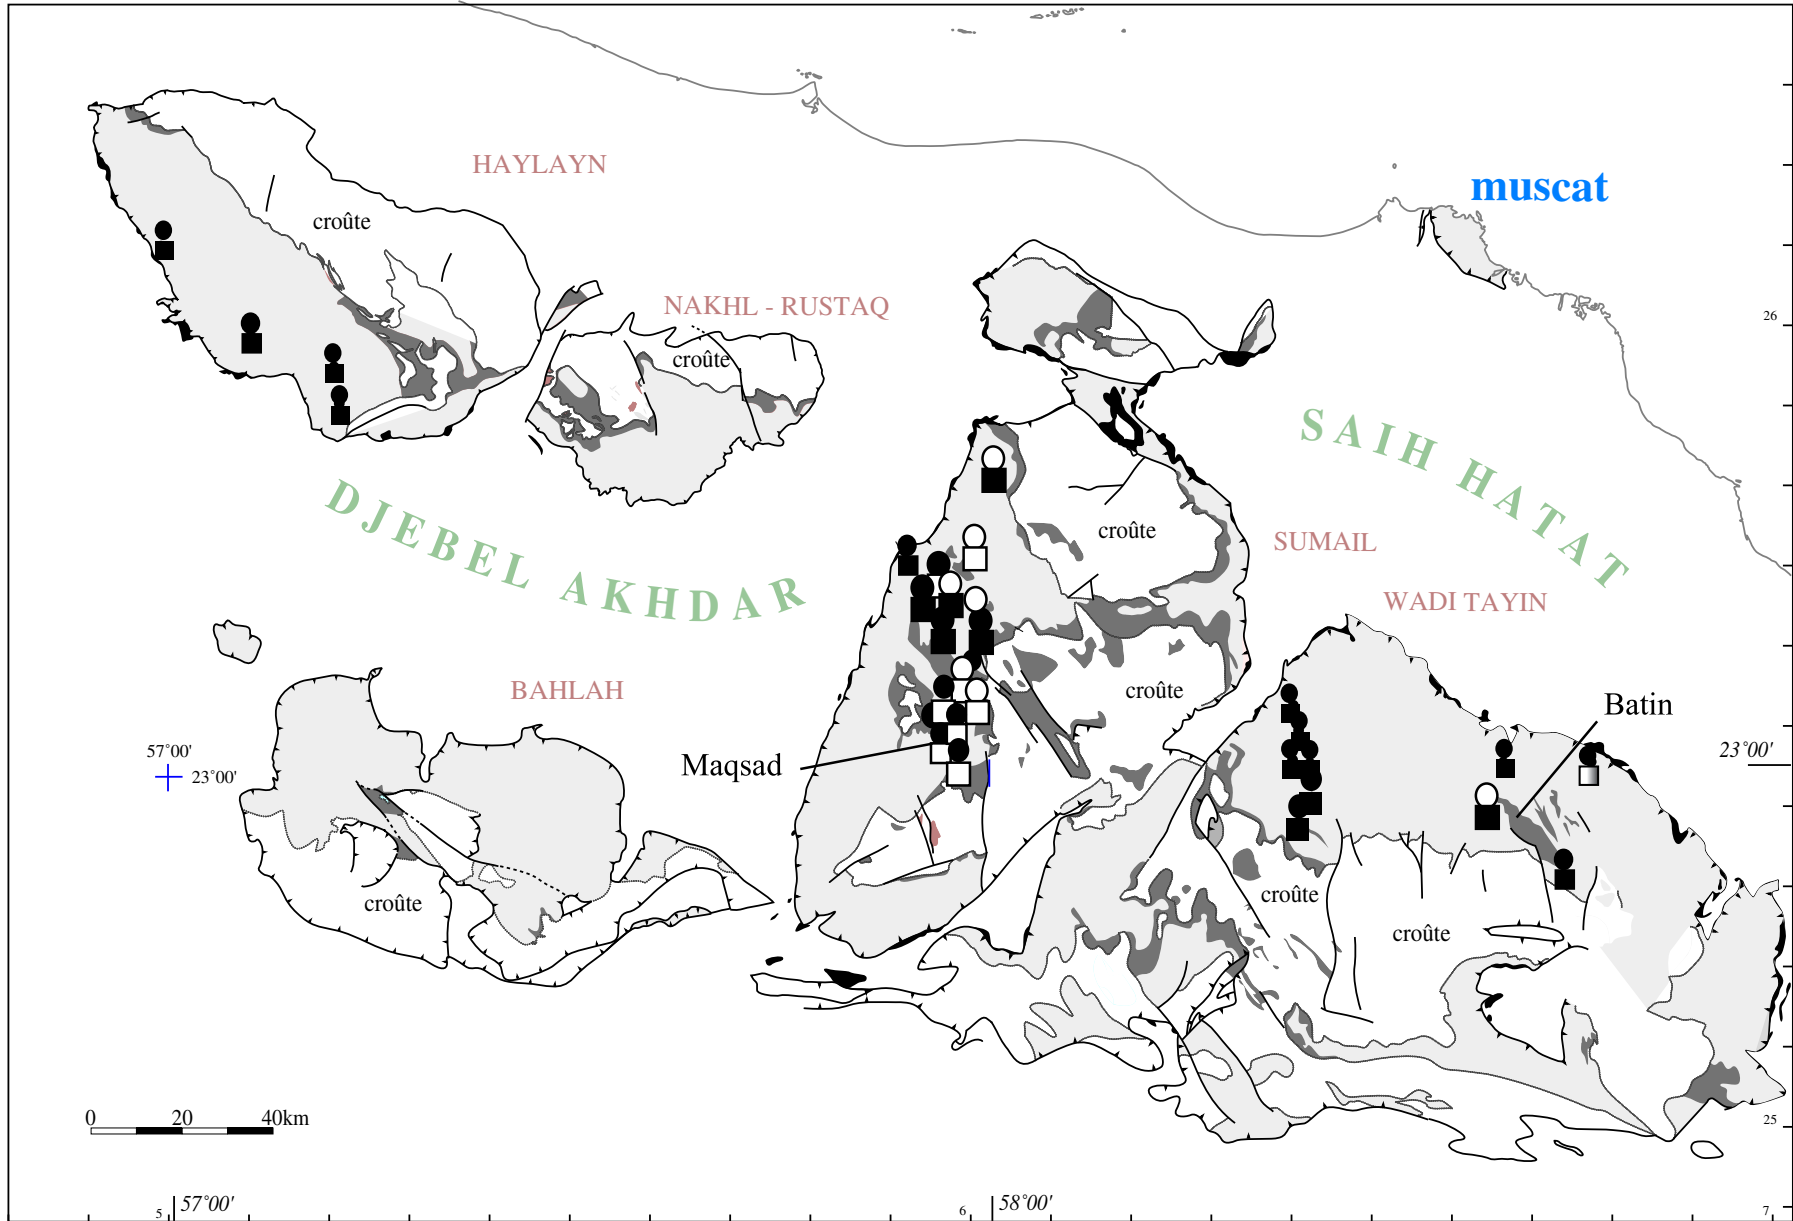 HAYLAYN
muscat
croûte
NAKHL - RUSTAQ
26
croûte
SAIH HATAT
DJEBEL AKHDAR
croûte
SUMAIL
WADI TAYIN
BAHLAH
croûte
Batin
Maqsad
57°00'
23°00'
23°00'
croûte
croûte
croûte
0 20 40km
25
57°00'
58°00'
5
6
7